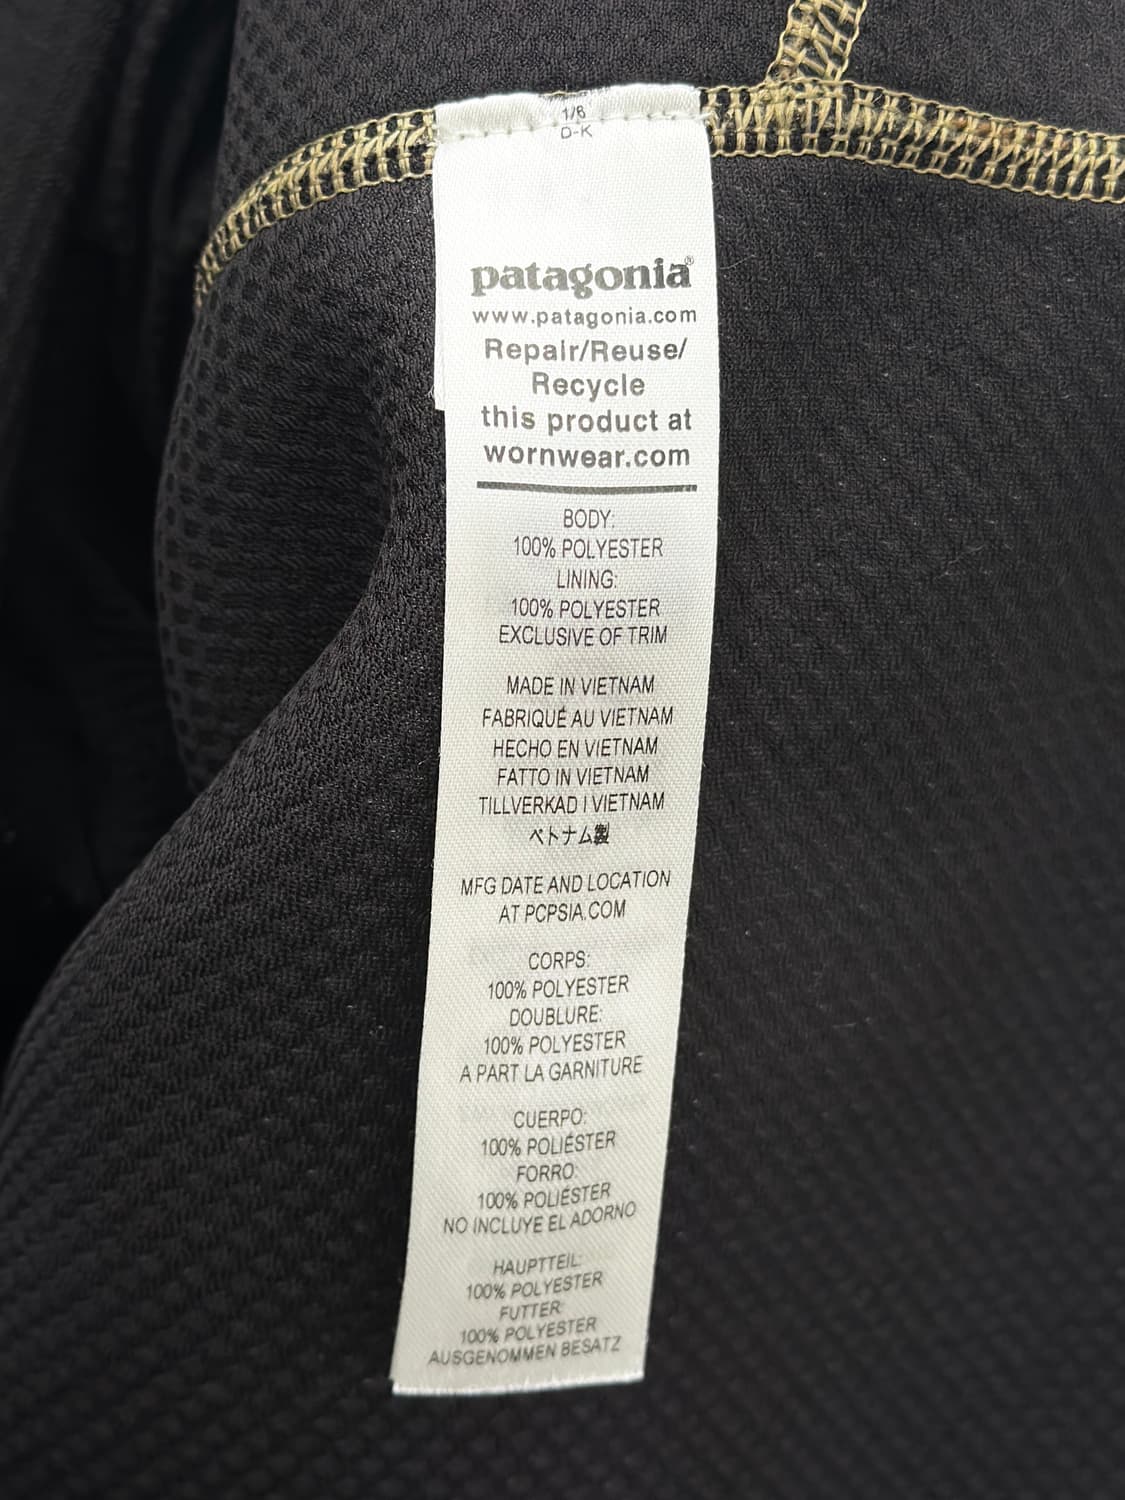 1/6
D-K
patagonia®
www.patagonia.com
Repair/Reuse/
Recycle
this product at
wornwear.com
BODY:
100% POLYESTER
LINING:
100% POLYESTER
EXCLUSIVE OF TRIM
MADE IN VIETNAM
FABRIQUÉ AU VIETNAM
HECHO EN VIETNAM
FATTO IN VIETNAM
TILLVERKAD I VIETNAM
ベトナム製
MFG DATE AND LOCATION
AT PCPSIA.COM
CORPS:
100% POLYESTER
DOUBLURE:
100% POLYESTER
A PART LA GARNITURE
CUERPO:
100% POLIÉSTER
FORRO:
100% POLIÉSTER
NO INCLUYE EL ADORNO
HAUPTTEIL:
100% POLYESTER
FUTTER:
100% POLYESTER
AUSGENOMMEN BESATZ